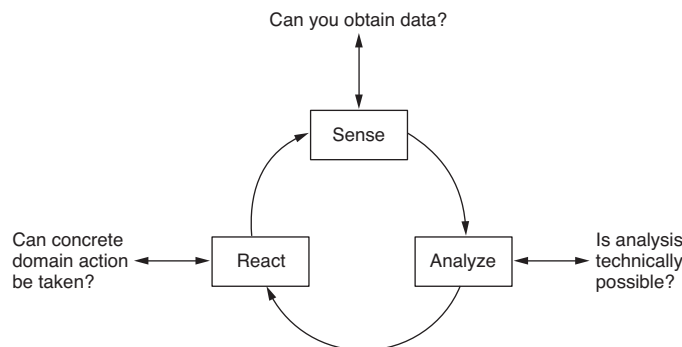 Can you obtain data?
Sense
Can concrete
domain action
be taken?
React
Analyze
Is analysis
technically
possible?